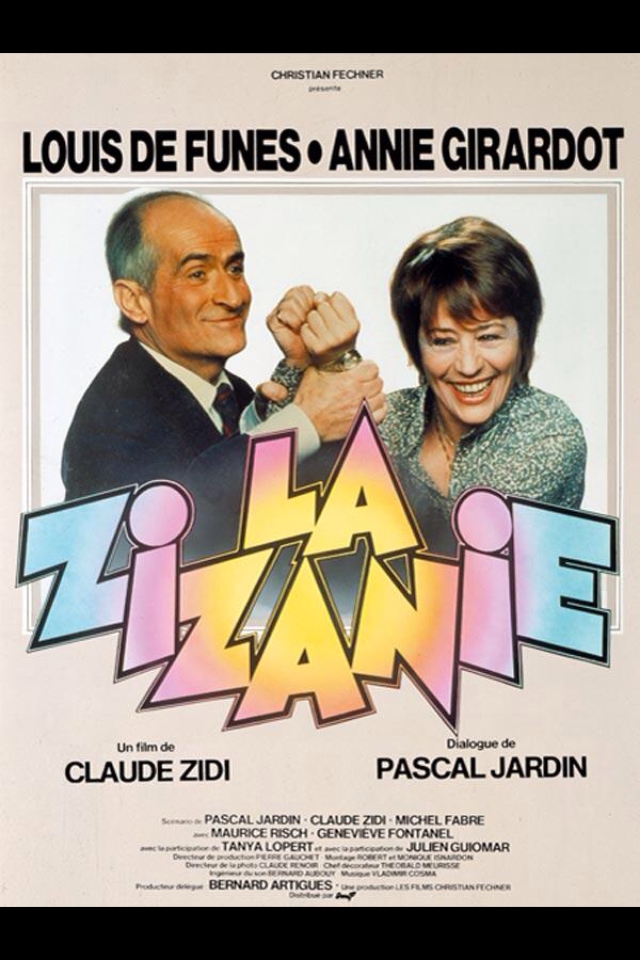 CHRISTIAN FECHNER
présente
LOUIS DE FUNES • ANNIE GIRARDOT
LA
ZIZANIE
Un film de
CLAUDE ZIDI
Dialogue de
PASCAL JARDIN
Scénario de PASCAL JARDIN · CLAUDE ZIDI · MICHEL FABRE
avec MAURICE RISCH · GENEVIÈVE FONTANEL
avec la participation de TANYA LOPERT et avec la participation de JULIEN GUIOMAR
Directeur de production PIERRE GAUCHET · Montage ROBERT et MONIQUE ISNARDON
Directeur de la photo CLAUDE RENOIR · Chef décorateur THEOBALD MEURISSE
Ingénieur du son BERNARD AUBOUY · Musique VLADIMIR COSMA
Producteur délégué BERNARD ARTIGUES · Une production LES FILMS CHRISTIAN FECHNER
Distribué par